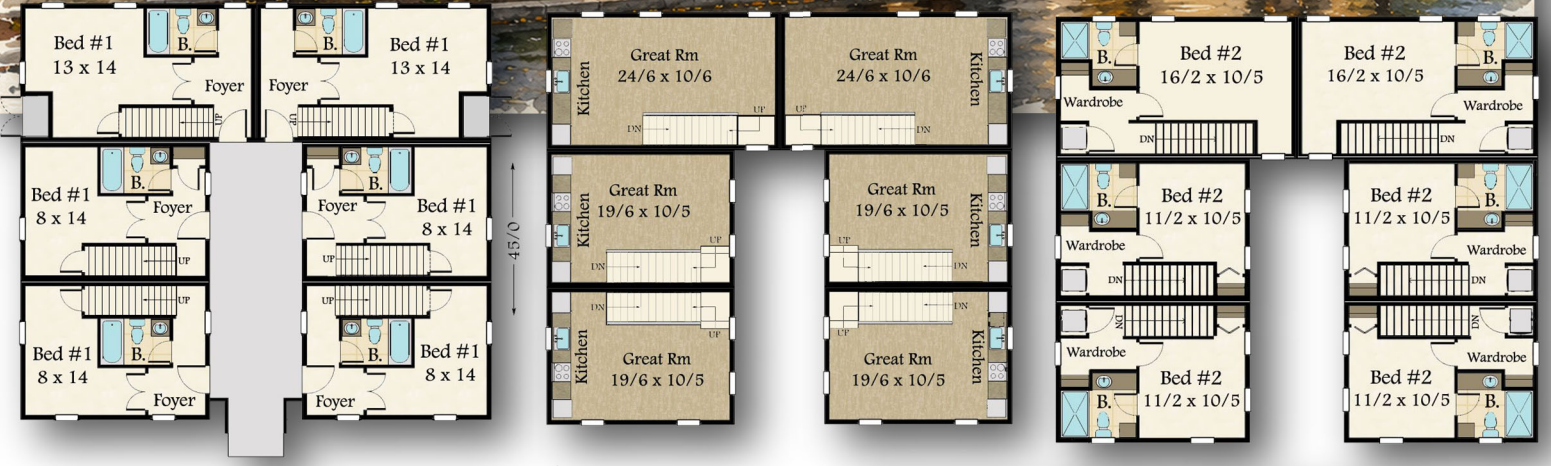 Bed #1
13 x 14
B.
Foyer
UP
B.
Bed #1
13 x 14
Foyer
UP
Bed #1
8 x 14
B.
Foyer
UP
B.
Foyer
Bed #1
8 x 14
UP
UP
Bed #1
8 x 14
B.
Foyer
UP
B.
Bed #1
8 x 14
Foyer
45/0
Great Rm
24/6 x 10/6
Kitchen
DN
UP
Great Rm
24/6 x 10/6
Kitchen
UP
DN
Great Rm
19/6 x 10/5
Kitchen
UP
DN
Great Rm
19/6 x 10/5
Kitchen
UP
DN
DN
UP
Kitchen
Great Rm
19/6 x 10/5
DN
UP
Great Rm
19/6 x 10/5
Kitchen
B.
Bed #2
16/2 x 10/5
Wardrobe
DN
Bed #2
16/2 x 10/5
B.
Wardrobe
DN
B.
Bed #2
11/2 x 10/5
Wardrobe
DN
Bed #2
11/2 x 10/5
B.
Wardrobe
DN
DN
Wardrobe
Bed #2
11/2 x 10/5
B.
DN
Wardrobe
Bed #2
11/2 x 10/5
B.